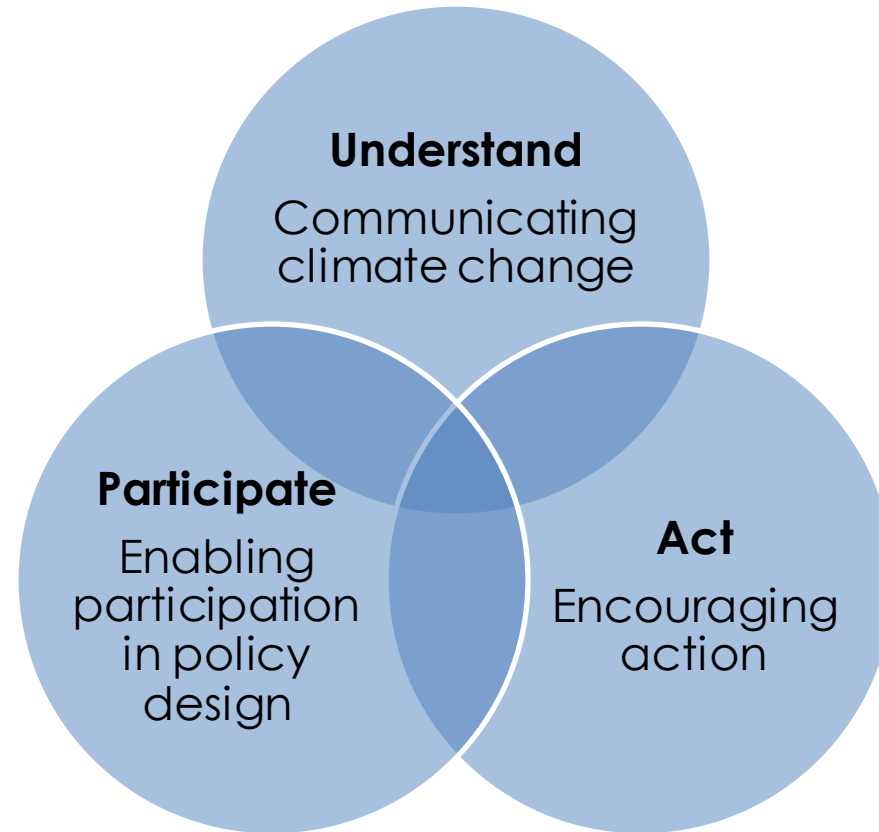 Understand
Communicating
climate change
Participate
Enabling
participation
in policy
design
Act
Encouraging
action